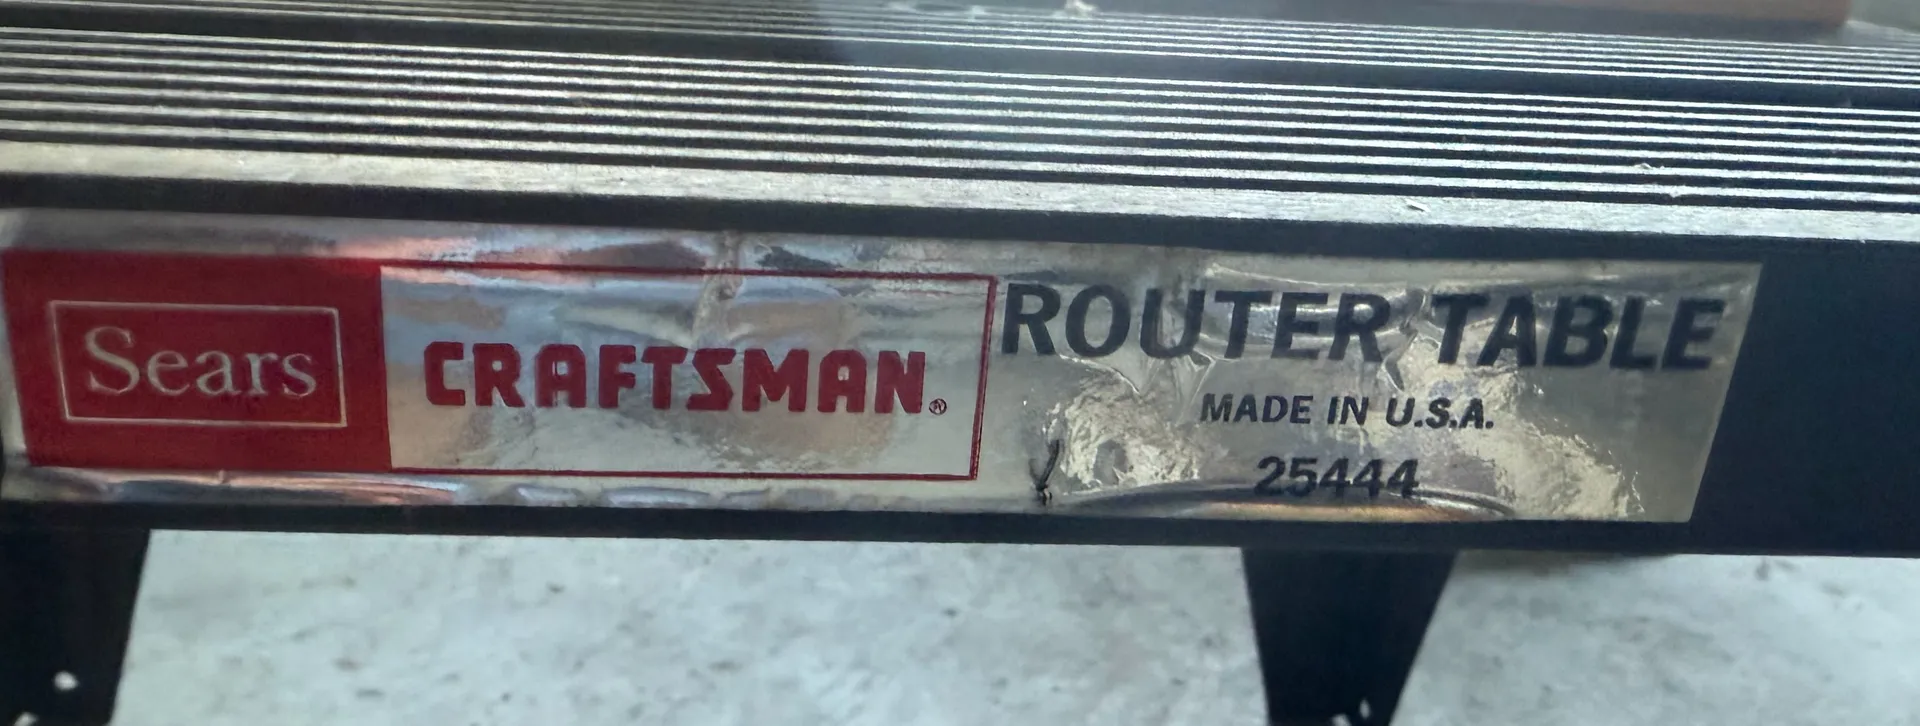 Sears
CRAFTSMAN®
ROUTER TABLE
MADE IN U.S.A.
25444